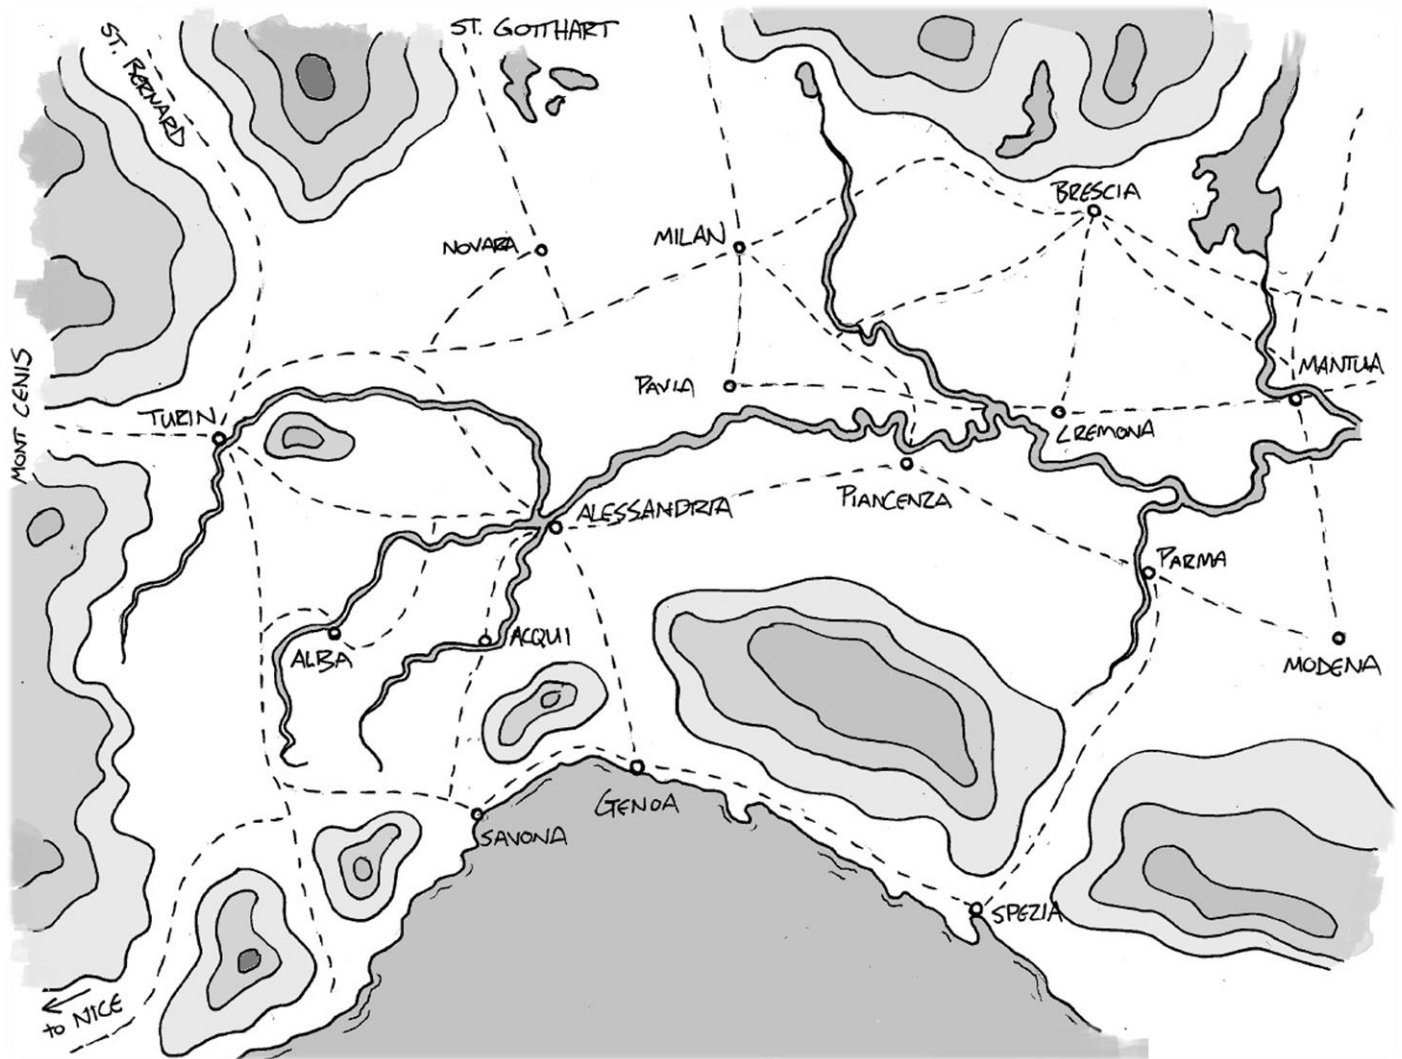 ST. GOTTHART
ST. BERNARD
BRESCIA
NOVARA
MILAN
MONT CENIS
MANTUA
PAVIA
TURIN
CREMONA
PIANCENZA
ALESSANDRIA
PARMA
ACQUI
ALBA
MODENA
GENOA
SAVONA
SPEZIA
to NICE